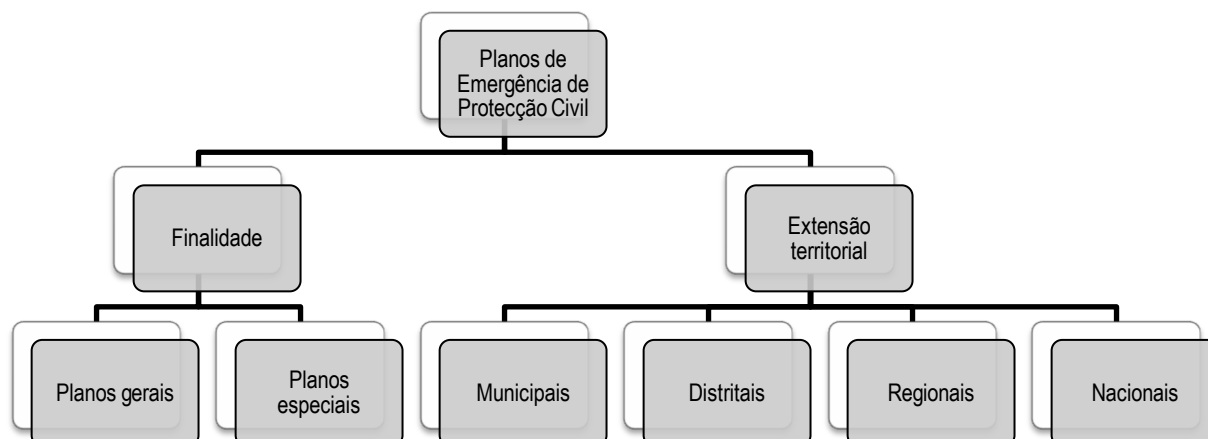 Planos de
Emergência de
Protecção Civil
Finalidade
Extensão
territorial
Planos gerais
Planos
especiais
Municipais
Distritais
Regionais
Nacionais